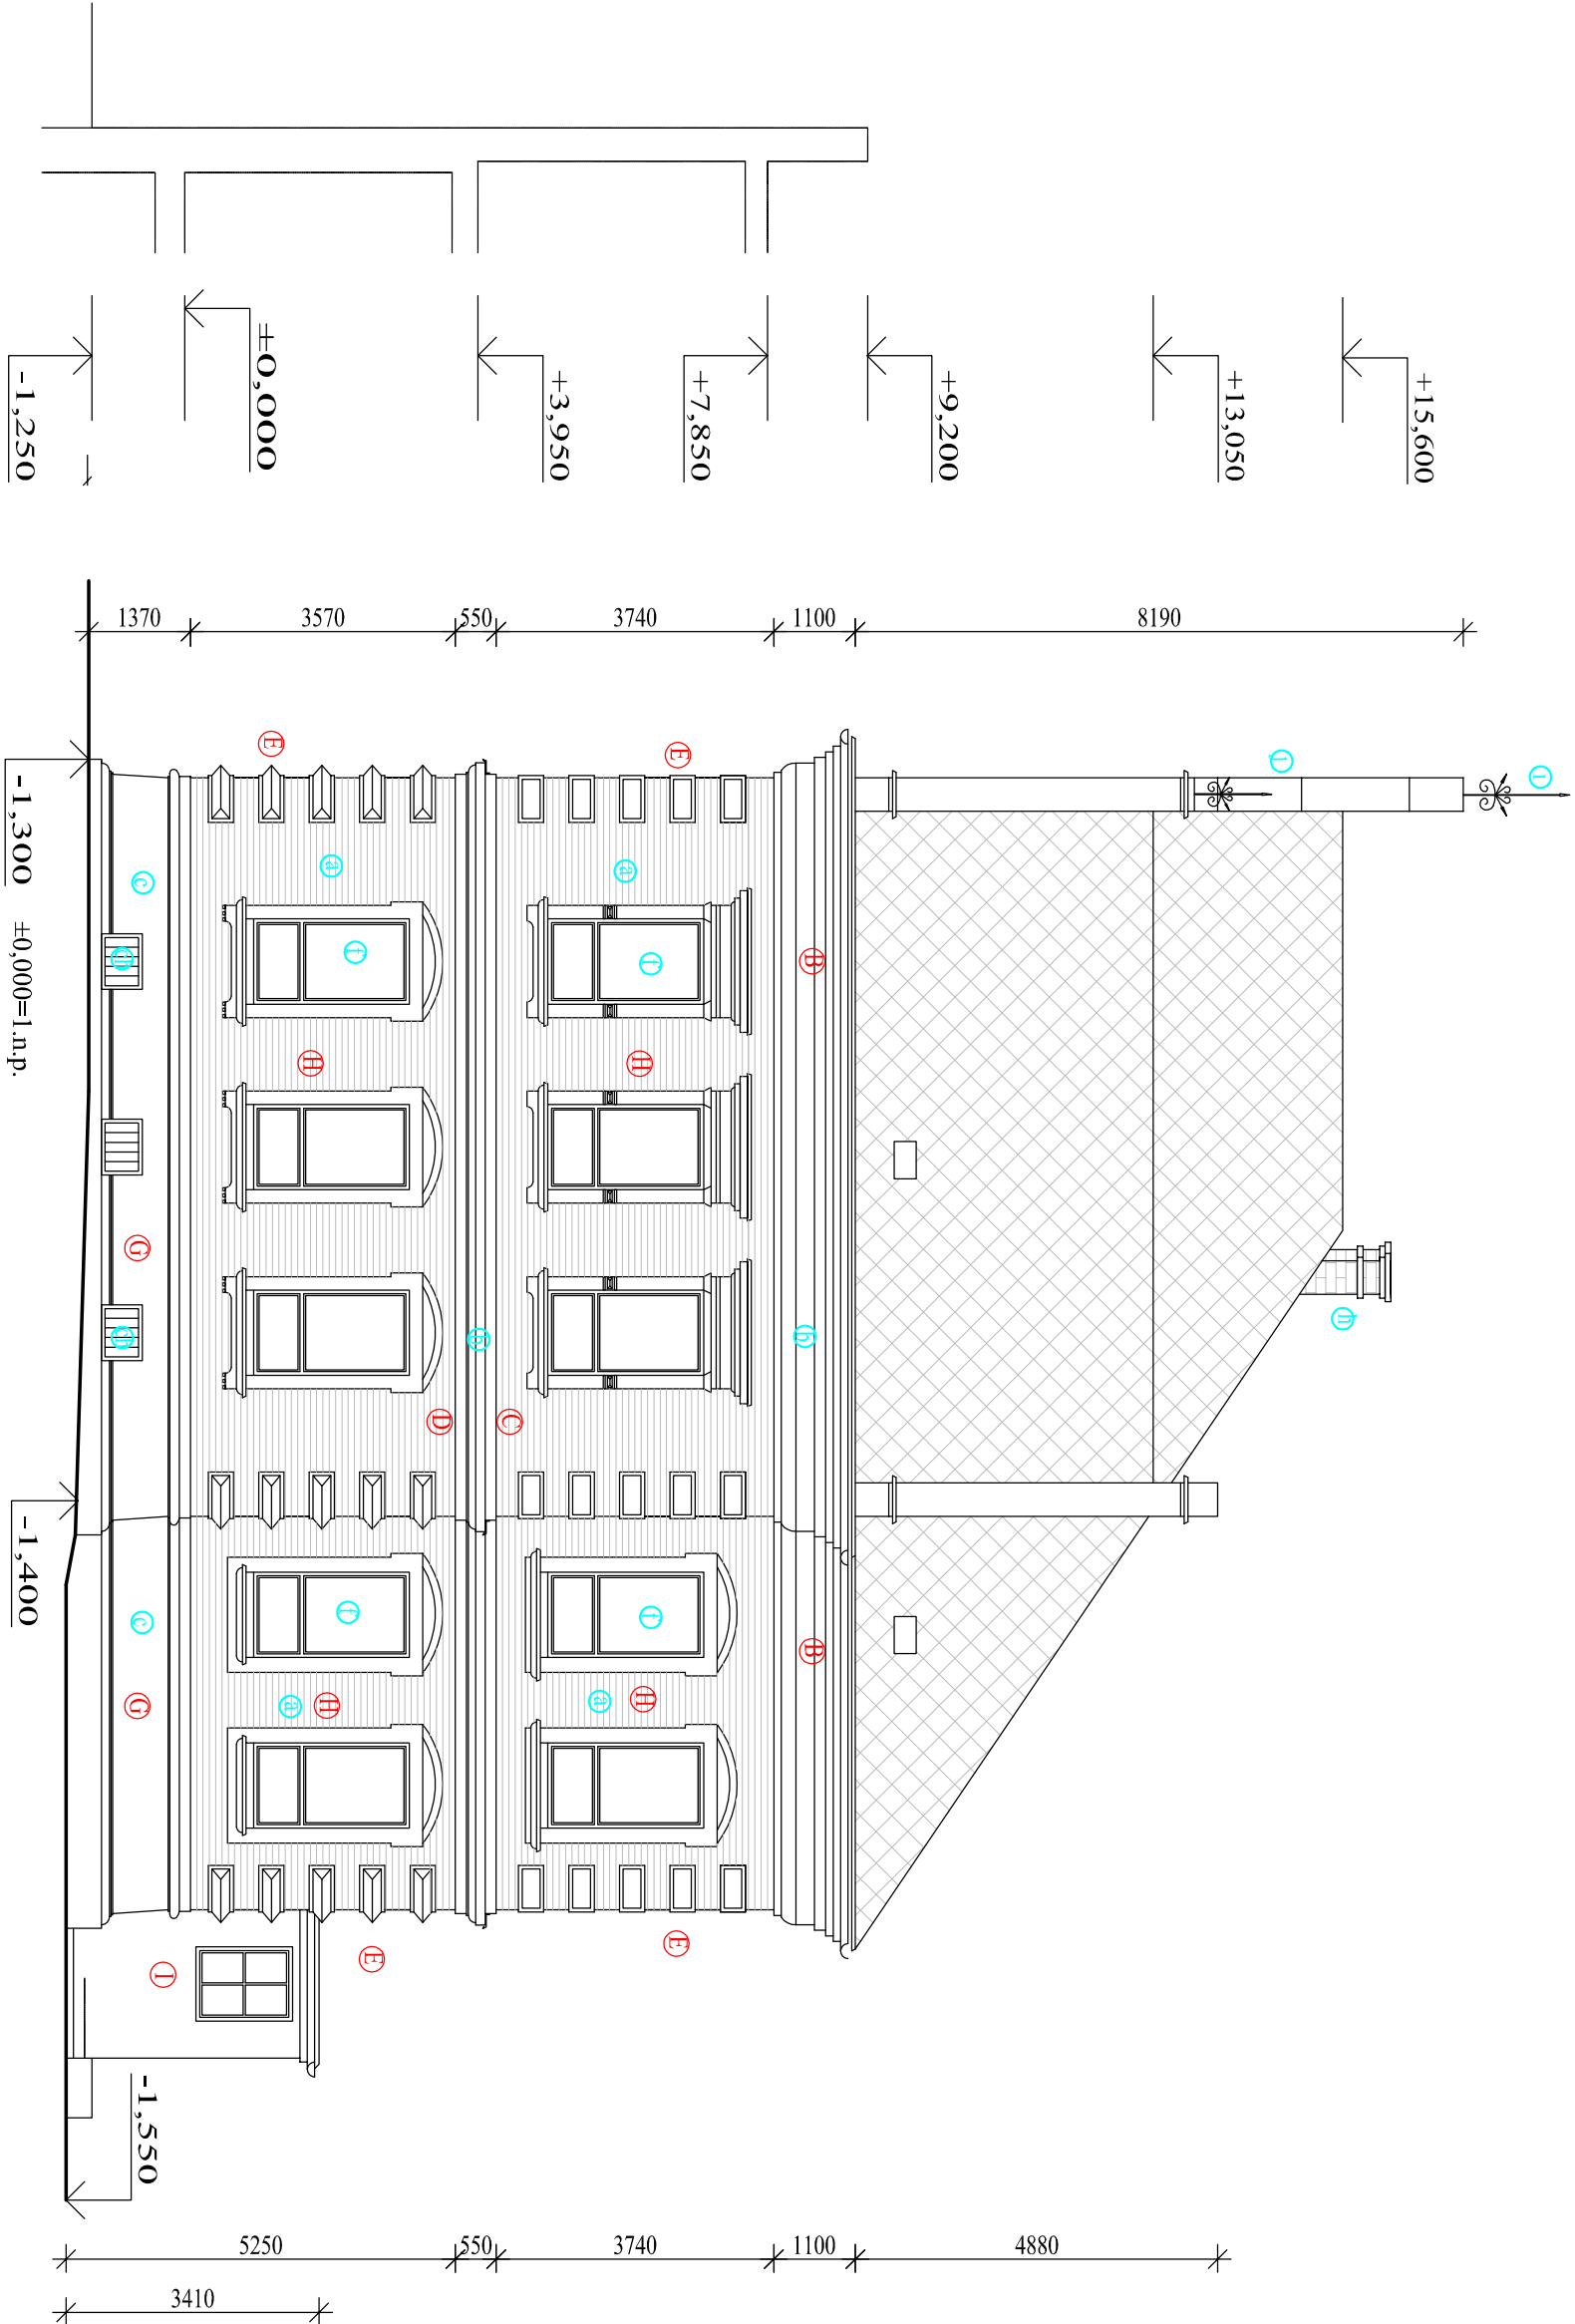 +15,600
+13,050
+9,200
+7,850
+3,950
±0,000
-1,250
8190
1100
3740
550
3570
1370
-1,300
±0,000=1.n.p.
-1,400
-1,550
4880
1100
3740
550
5250
3410
E
E
a
a
c
f
f
B
d
H
H
G
h
b
b
d
D
C
f
f
c
B
a
a
H
H
G
E
E
I